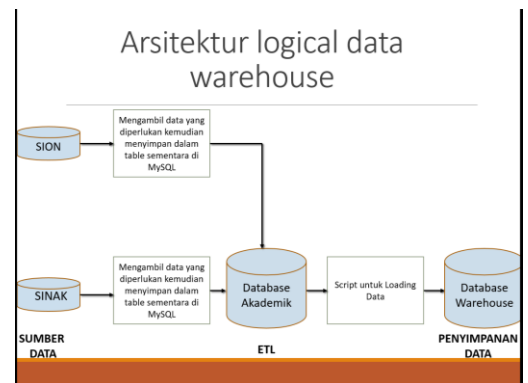 Arsitektur logical data
warehouse
SION
Mengambil data yang
diperlukan kemudian
menyimpan dalam
table sementara di
MySQL
SINAK
Mengambil data yang
diperlukan kemudian
menyimpan dalam
table sementara di
MySQL
Database
Akademik
Script untuk Loading
Data
Database
Warehouse
SUMBER
DATA
ETL
PENYIMPANAN
DATA